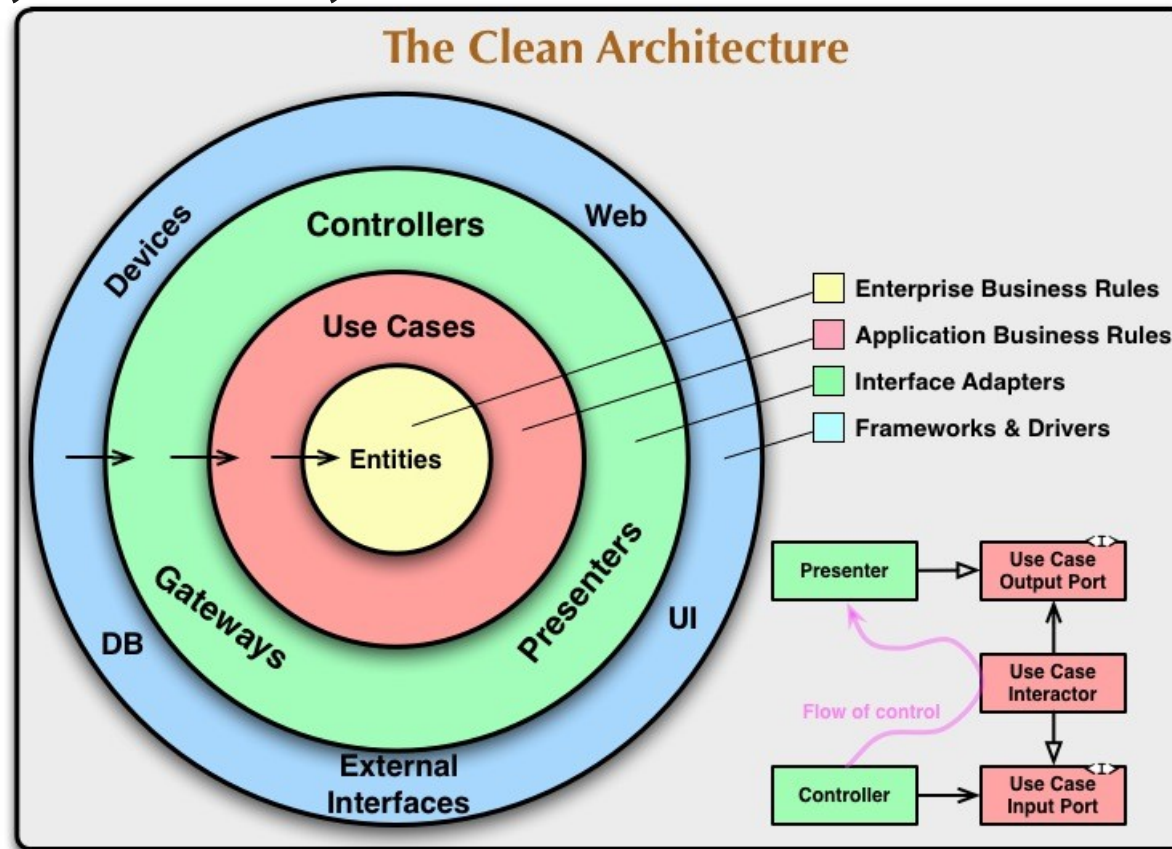 The Clean Architecture
Devices
Web
Controllers
Use Cases
Entities
Gateways
Presenters
DB
UI
External
Interfaces
Enterprise Business Rules
Application Business Rules
Interface Adapters
Frameworks & Drivers
Presenter
<I>
Use Case
Output Port
Use Case
Interactor
Flow of control
Controller
<I>
Use Case
Input Port